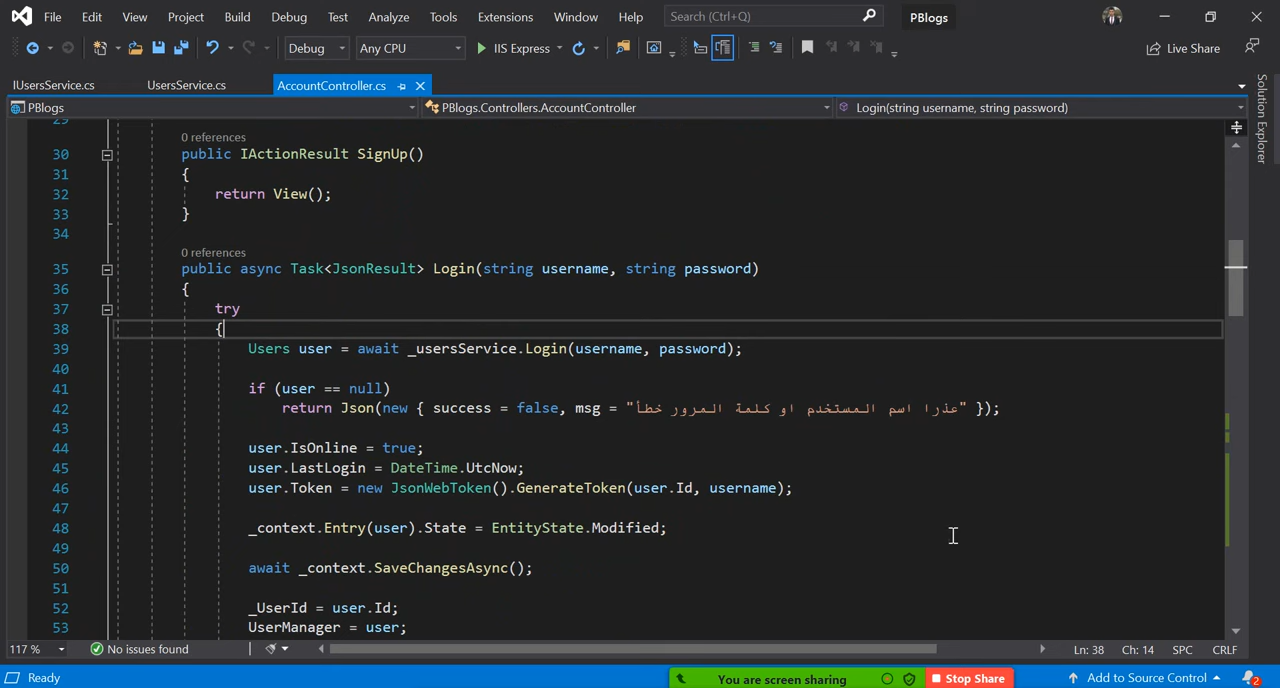 File Edit View Project Build Debug Test Analyze Tools Extensions Window Help Search (Ctrl+Q) PBlogs
Debug Any CPU IIS Express Live Share
IUsersService.cs UsersService.cs AccountController.cs
PBlogs PBlogs.Controllers.AccountController Login(string username, string password)
Solution Explorer
29
0 references
30 public IActionResult SignUp()
31 {
32 return View();
33 }
34
0 references
35 public async Task<JsonResult> Login(string username, string password)
36 {
37 try
38 {
39 Users user = await _usersService.Login(username, password);
40
41 if (user == null)
42 return Json(new { success = false, msg = "عذرا اسم المستخدم او كلمة المرور خطأ" });
43
44 user.IsOnline = true;
45 user.LastLogin = DateTime.UtcNow;
46 user.Token = new JsonWebToken().GenerateToken(user.Id, username);
47
48 _context.Entry(user).State = EntityState.Modified;
49
50 await _context.SaveChangesAsync();
51
52 _UserId = user.Id;
53 UserManager = user;
117 % No issues found Ln: 38 Ch: 14 SPC CRLF
Ready You are screen sharing Stop Share Add to Source Control 2